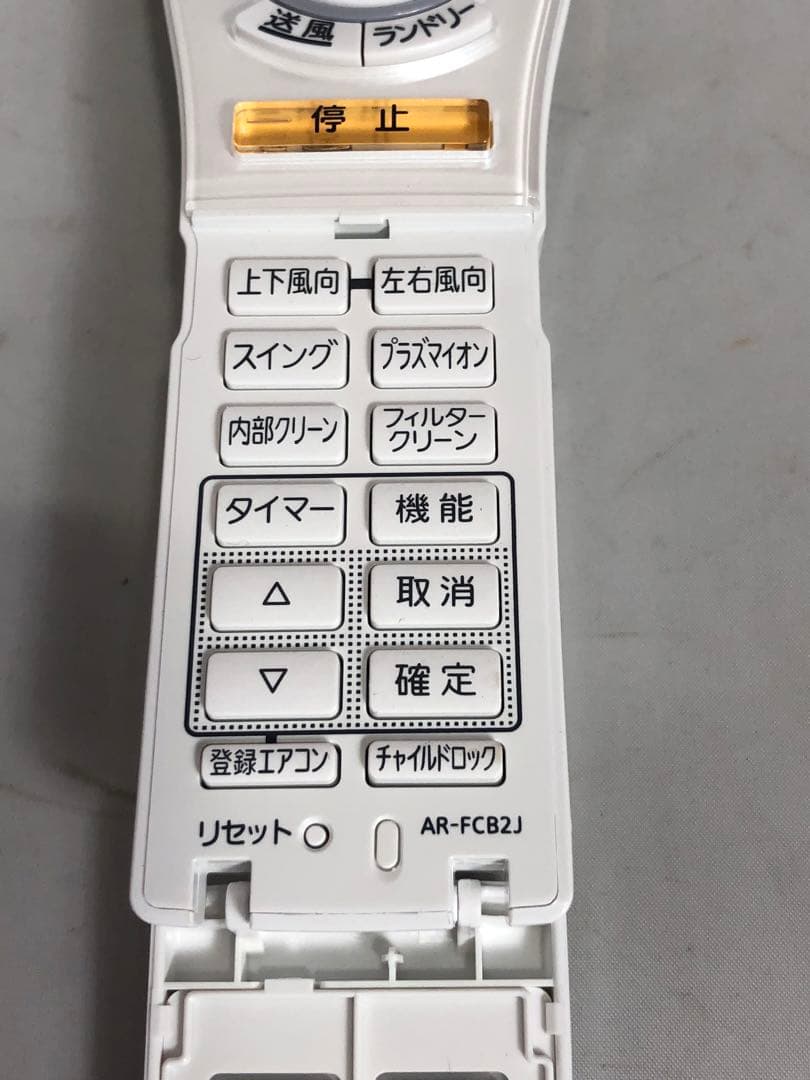 送風 ランドリー
停止
上下風向 左右風向
スイング プラズマイオン
内部クリーン フィルター
クリーン
タイマー 機能
△ 取消
▽ 確定
登録エアコン チャイルドロック
リセット AR-FCB2J